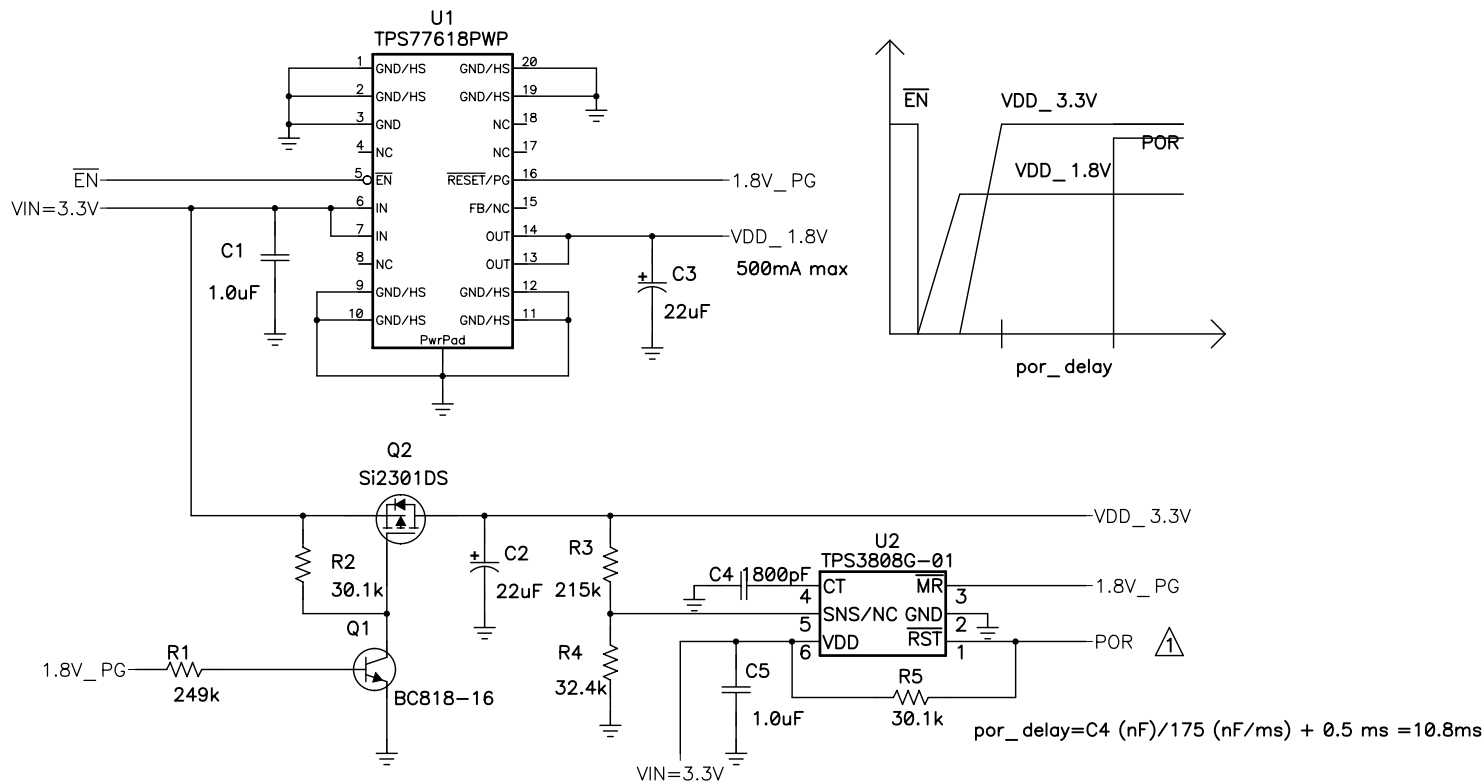 U1
TPS77618PWP
1 GND/HS GND/HS 20
2 GND/HS GND/HS 19
3 GND NC 18
4 NC NC 17
EN 5 EN RESET/PG 16 1.8V_PG
VIN=3.3V 6 IN FB/NC 15
7 IN OUT 14 VDD_1.8V
8 NC OUT 13 500mA max
9 GND/HS GND/HS 12
10 GND/HS GND/HS 11
PwrPad
C1
1.0uF
C3
22uF
+
EN
VDD_3.3V
POR
VDD_1.8V
por_delay
Q2
Si2301DS
VDD_3.3V
R2
30.1k
+
C2
22uF
R3
215k
U2
TPS3808G-01
C4 1800pF
4 CT MR 3 1.8V_PG
5 SNS/NC GND 2
6 VDD RST 1 POR 1
Q1
1.8V_PG
R1
249k
BC818-16
R4
32.4k
C5
1.0uF
R5
30.1k
por_delay=C4 (nF)/175 (nF/ms) + 0.5 ms =10.8ms
VIN=3.3V